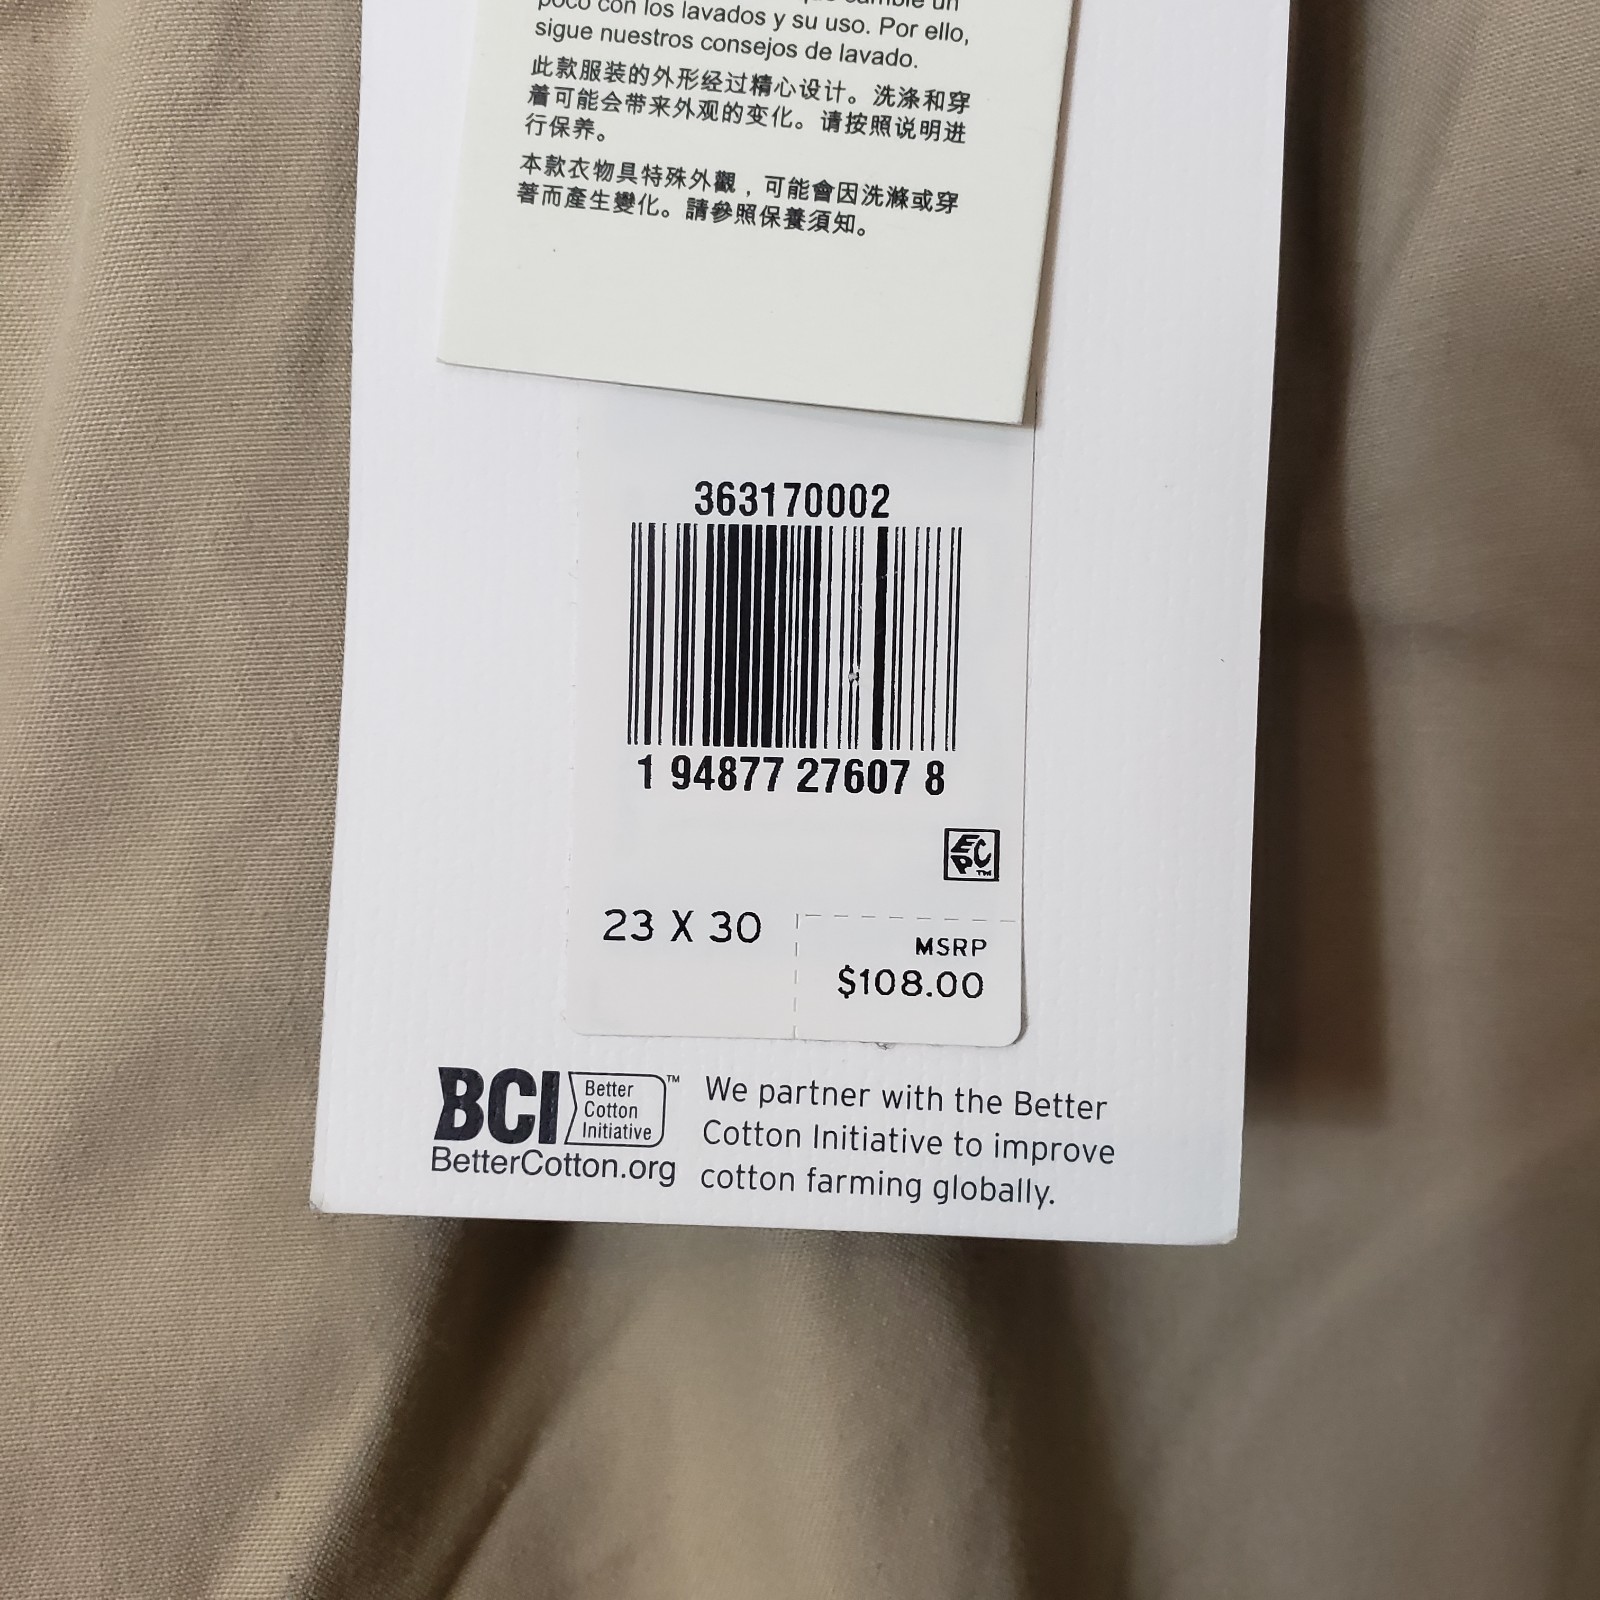 poco con los lavados y su uso. Por ello,
sigue nuestros consejos de lavado.
此款服装的外形经过精心设计。洗涤和穿
着可能会带来外观的变化。请按照说明进
行保养。
本款衣物具特殊外觀，可能會因洗滌或穿
著而產生變化。請參照保養須知。
363170002
1 94877 27607 8
EPC™
23 X 30
MSRP
$108.00
BCI
Better
Cotton
Initiative
™
BetterCotton.org
We partner with the Better
Cotton Initiative to improve
cotton farming globally.